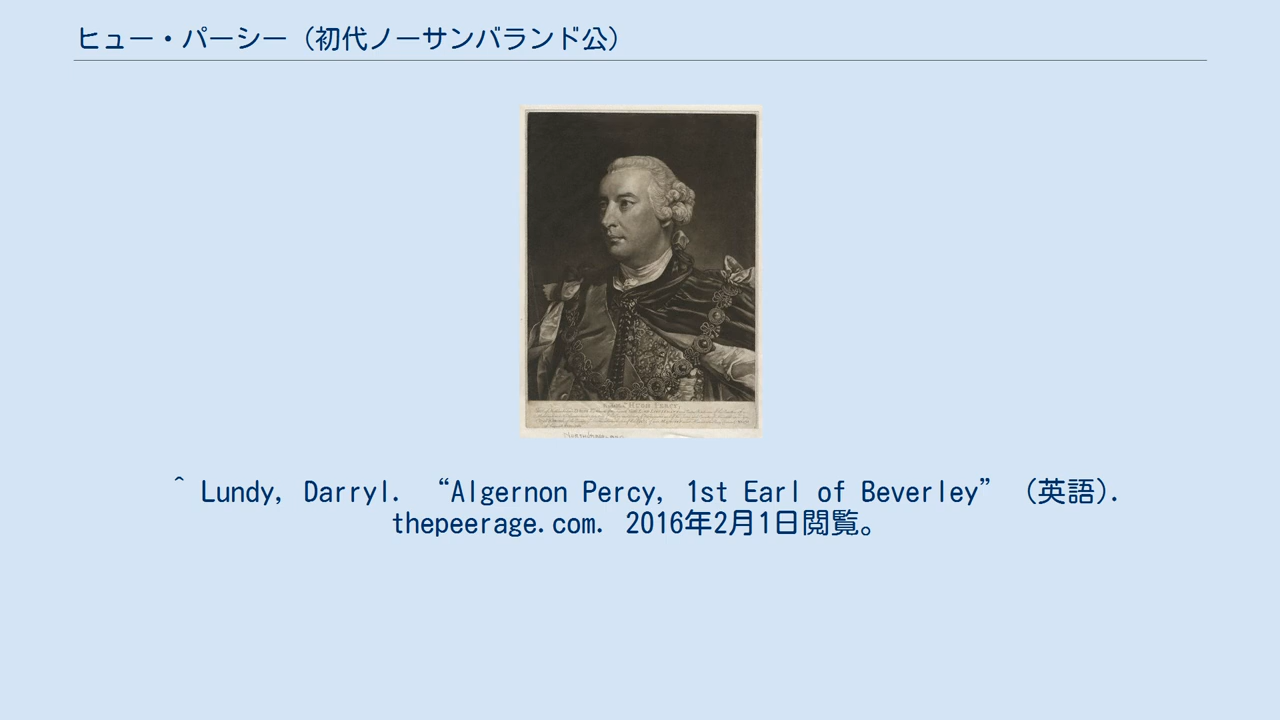 ヒュー・パーシー（初代ノーサンバランド公）
HUGH PERCY,
^ Lundy, Darryl. “Algernon Percy, 1st Earl of Beverley” （英語）.
thepeerage.com. 2016年2月1日閲覧。